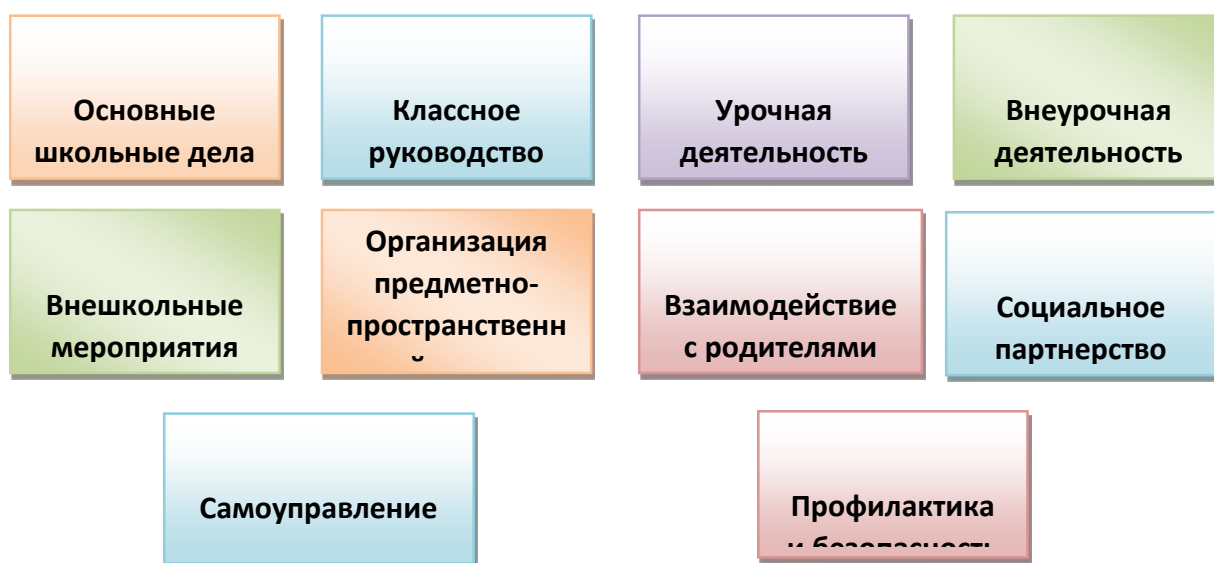 Основные
школьные дела
Классное
руководство
Урочная
деятельность
Внеурочная
деятельность
Внешкольные
мероприятия
Организация
предметно-
пространственн
Взаимодействие
с родителями
Социальное
партнерство
Самоуправление
Профилактика
и безопасность